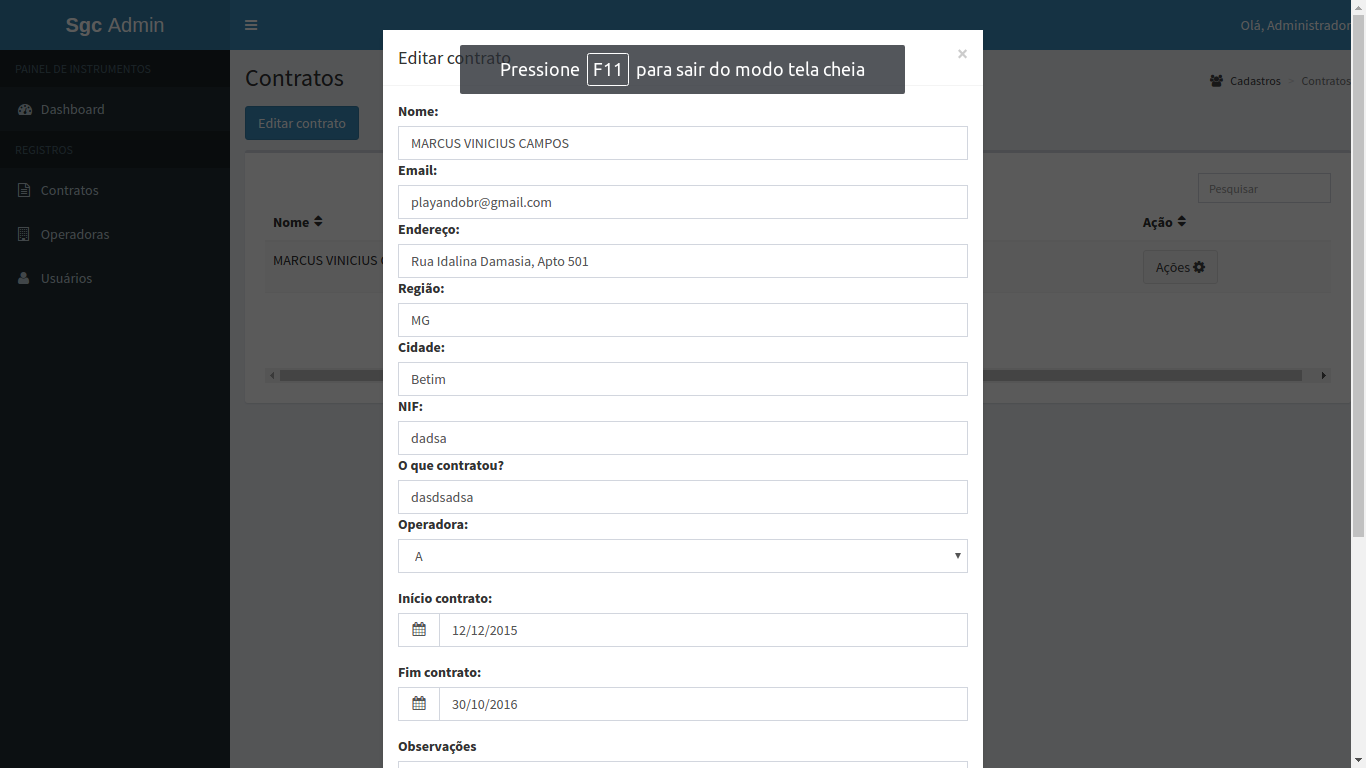 Sgc Admin
Olá, Administrador
PAINEL DE INSTRUMENTOS
Dashboard
REGISTROS
Contratos
Operadoras
Usuários
Contratos
Cadastros > Contratos
Editar contrato
Pesquisar
Nome
Ação
MARCUS VINICIUS
Ações
Editar contrato
×
Pressione F11 para sair do modo tela cheia
Nome:
MARCUS VINICIUS CAMPOS
Email:
playandobr@gmail.com
Endereço:
Rua Idalina Damasia, Apto 501
Região:
MG
Cidade:
Betim
NIF:
dadsa
O que contratou?
dasdsadsa
Operadora:
A
Início contrato:
12/12/2015
Fim contrato:
30/10/2016
Observações